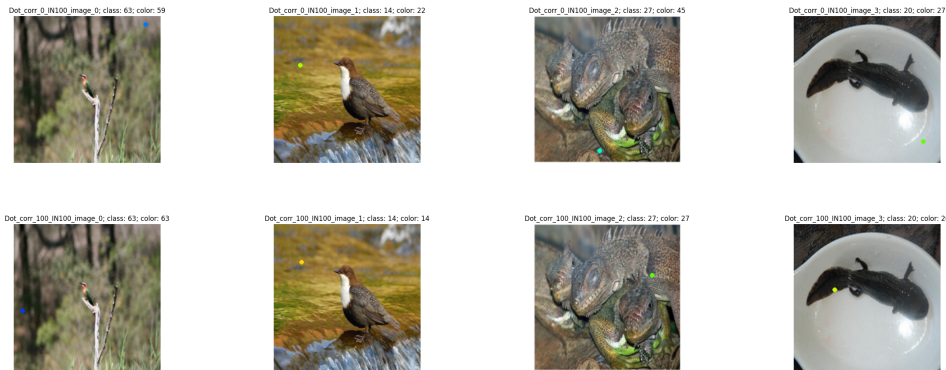 Dot_corr_0_IN100_image_0; class: 63; color: 59
Dot_corr_0_IN100_image_1; class: 14; color: 22
Dot_corr_0_IN100_image_2; class: 27; color: 45
Dot_corr_0_IN100_image_3; class: 20; color: 27
Dot_corr_100_IN100_image_0; class: 63; color: 63
Dot_corr_100_IN100_image_1; class: 14; color: 14
Dot_corr_100_IN100_image_2; class: 27; color: 27
Dot_corr_100_IN100_image_3; class: 20; color: 2